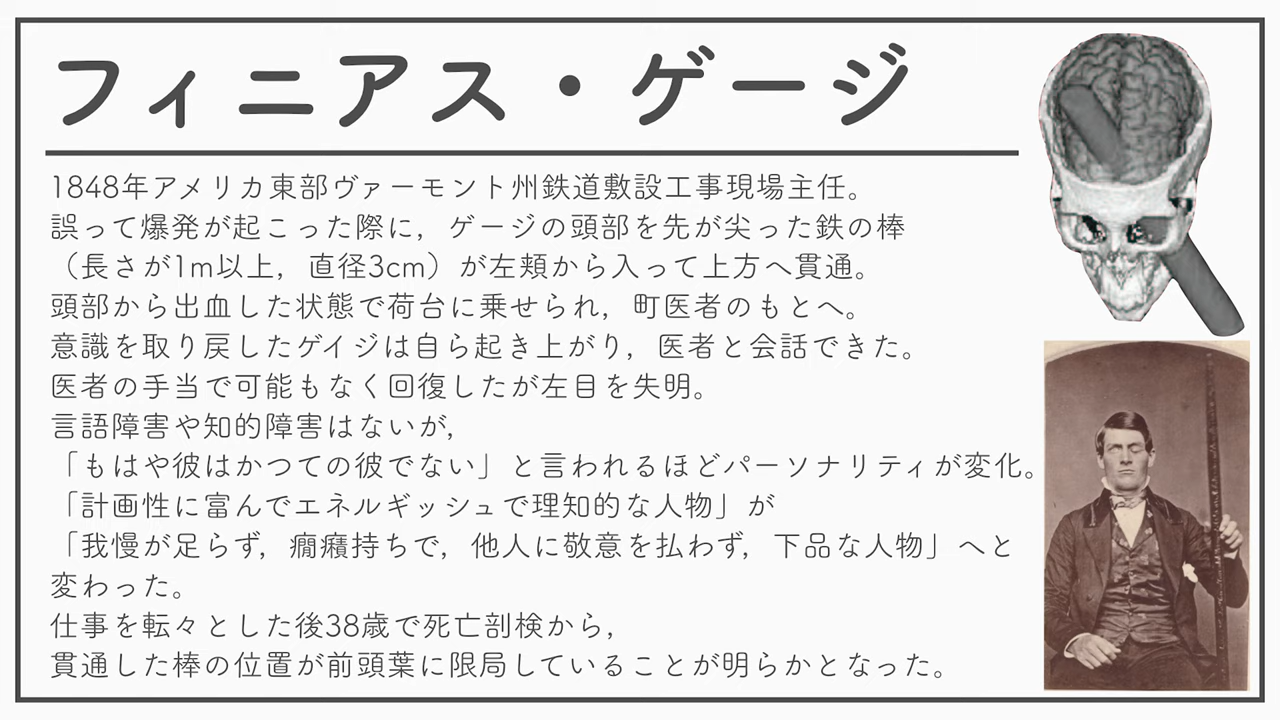 フィニアス・ゲージ
1848年アメリカ東部ヴァーモント州鉄道敷設工事現場主任。
誤って爆発が起こった際に，ゲージの頭部を先が尖った鉄の棒
（長さが1m以上，直径3cm）が左頬から入って上方へ貫通。
頭部から出血した状態で荷台に乗せられ，町医者のもとへ。
意識を取り戻したゲイジは自ら起き上がり，医者と会話できた。
医者の手当で可能もなく回復したが左目を失明。
言語障害や知的障害はないが，
「もはや彼はかつての彼でない」と言われるほどパーソナリティが変化。
「計画性に富んでエネルギッシュで理知的な人物」が
「我慢が足らず，癇癪持ちで，他人に敬意を払わず，下品な人物」へと
変わった。
仕事を転々とした後38歳で死亡剖検から，
貫通した棒の位置が前頭葉に限局していることが明らかとなった。